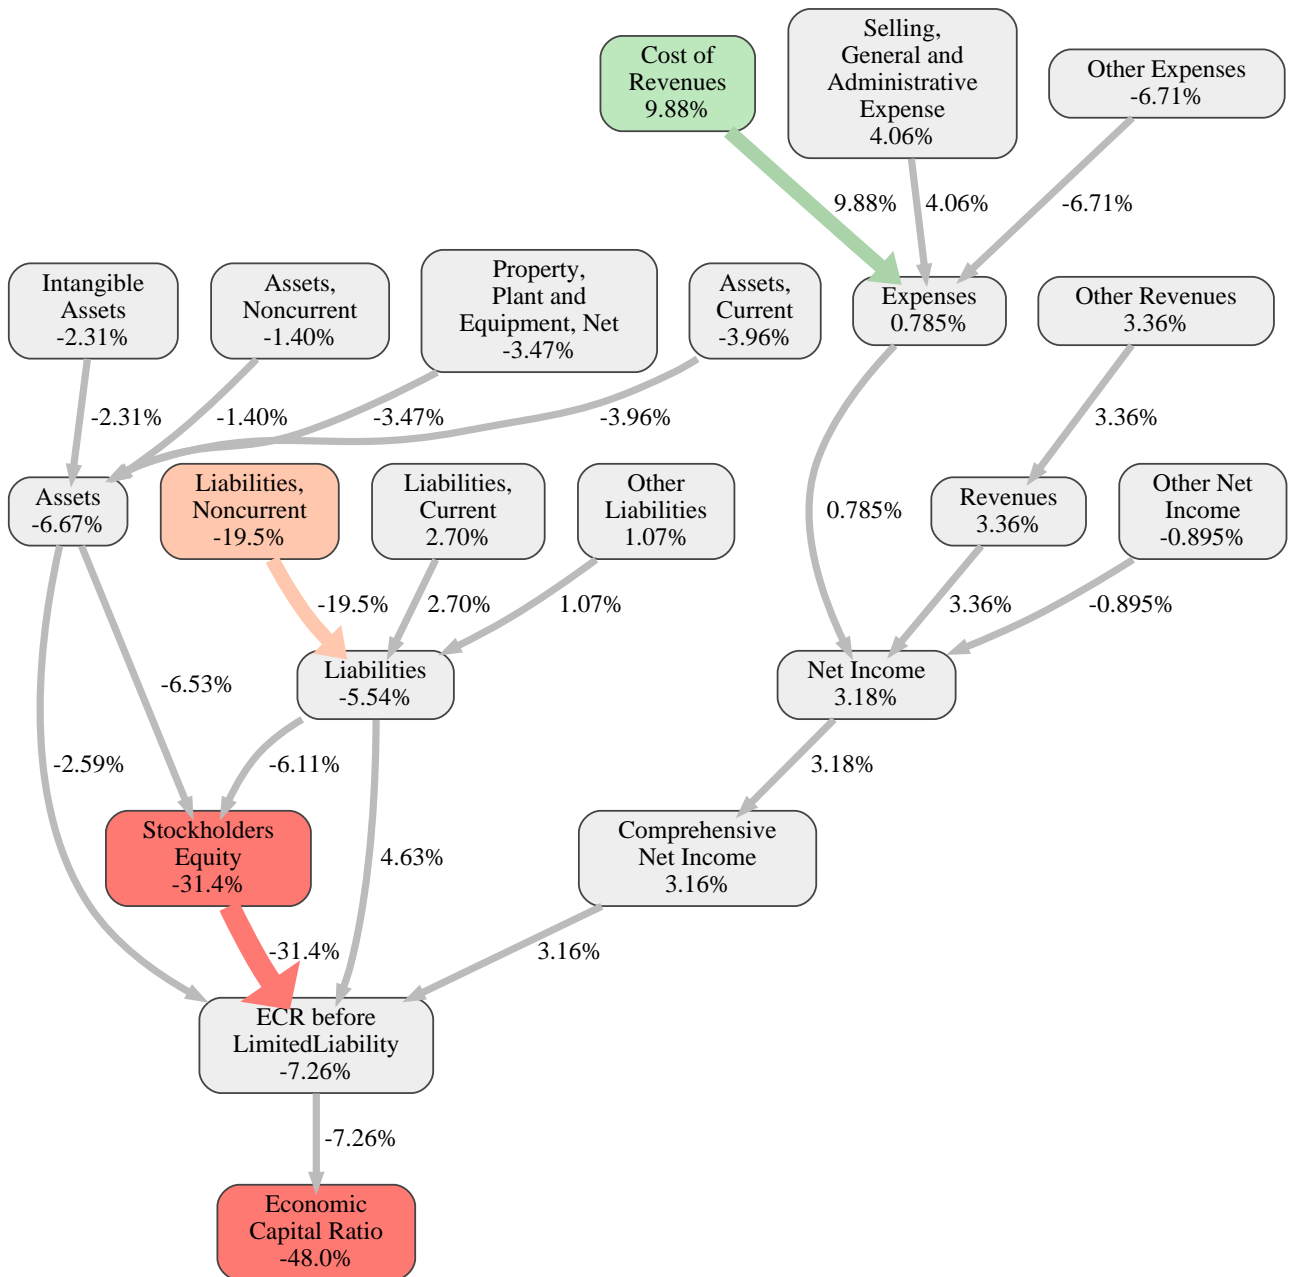 Cost of
Revenues
9.88%
Selling,
General and
Administrative
Expense
4.06%
Other Expenses
-6.71%
9.88%
4.06%
-6.71%
Intangible
Assets
-2.31%
Assets,
Noncurrent
-1.40%
Property,
Plant and
Equipment, Net
-3.47%
Assets,
Current
-3.96%
Expenses
0.785%
Other Revenues
3.36%
-2.31%
-1.40%
-3.47%
-3.96%
3.36%
Assets
-6.67%
Liabilities,
Noncurrent
-19.5%
Liabilities,
Current
2.70%
Other
Liabilities
1.07%
0.785%
Revenues
3.36%
Other Net
Income
-0.895%
-19.5%
2.70%
1.07%
3.36%
-0.895%
-6.53%
Liabilities
-5.54%
Net Income
3.18%
-2.59%
-6.11%
3.18%
Stockholders
Equity
-31.4%
4.63%
Comprehensive
Net Income
3.16%
-31.4%
3.16%
ECR before
LimitedLiability
-7.26%
-7.26%
Economic
Capital Ratio
-48.0%